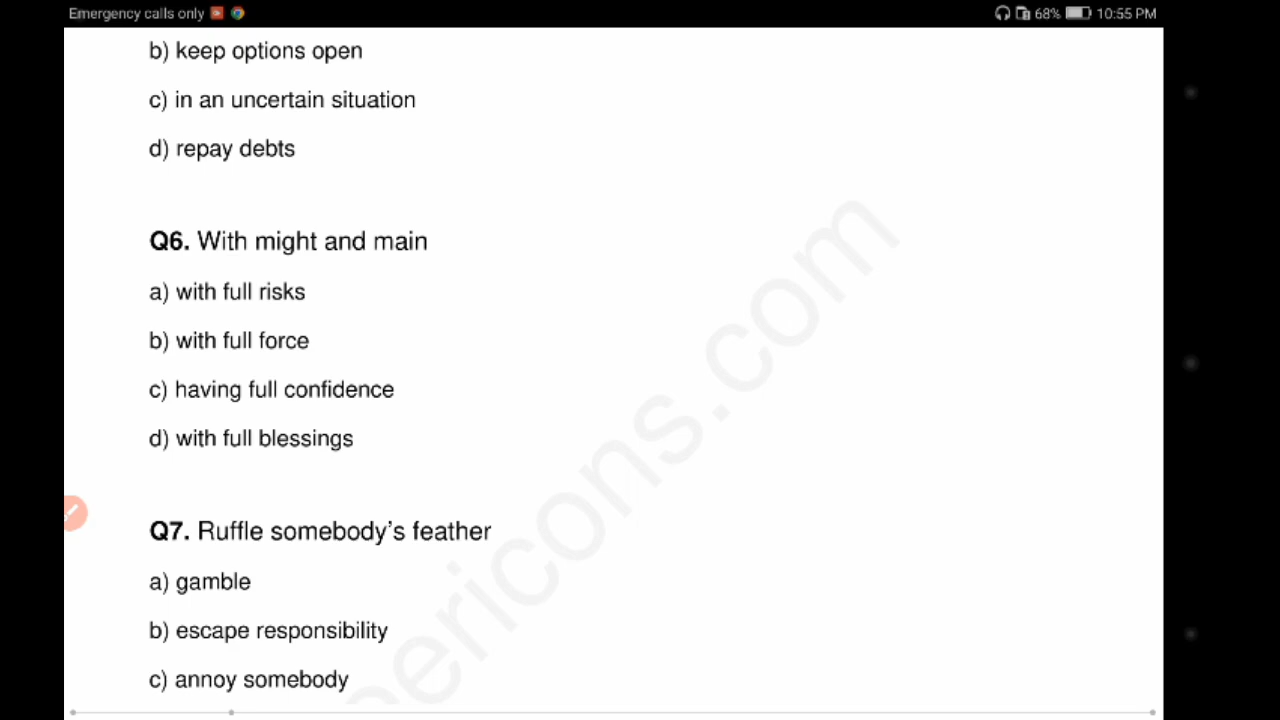 Emergency calls only
68% 10:55 PM
b) keep options open
c) in an uncertain situation
d) repay debts
Q6. With might and main
a) with full risks
b) with full force
c) having full confidence
d) with full blessings
Q7. Ruffle somebody’s feather
a) gamble
b) escape responsibility
c) annoy somebody
eericons.com